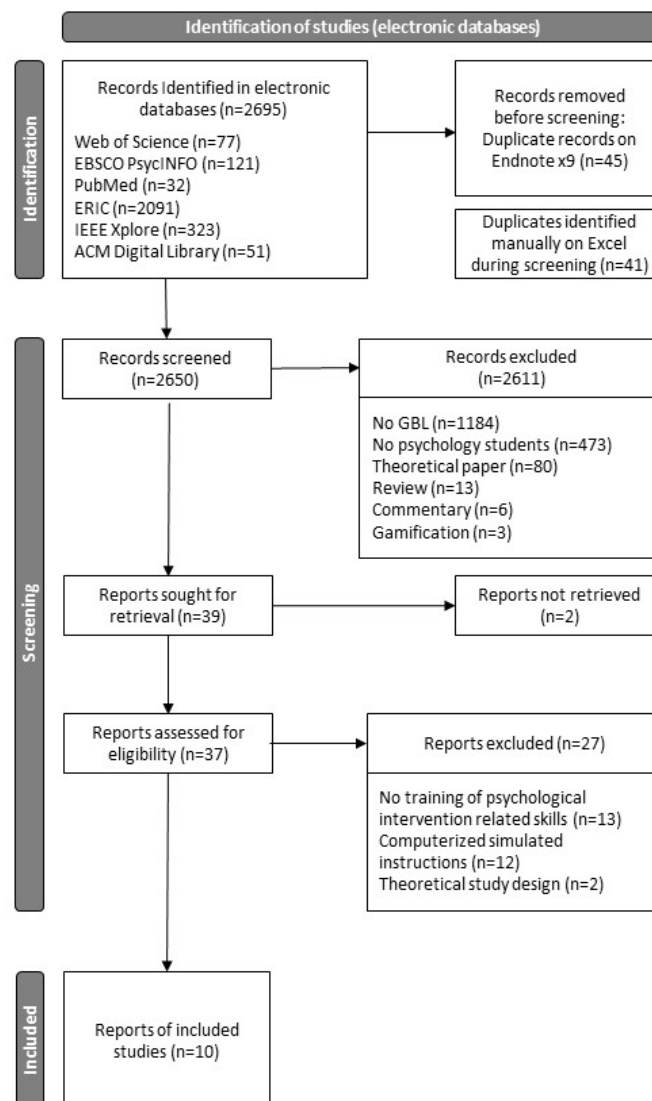 Identification of studies (electronic databases)
Identification
Records Identified in electronic
databases (n=2695)
Web of Science (n=77)
EBSCO PsycINFO (n=121)
PubMed (n=32)
ERIC (n=2091)
IEEE Xplore (n=323)
ACM Digital Library (n=51)
Records removed
before screening:
Duplicate records on
Endnote x9 (n=45)
Duplicates identified
manually on Excel
during screening (n=41)
Screening
Records screened
(n=2650)
Records excluded
(n=2611)
No GBL (n=1184)
No psychology students (n=473)
Theoretical paper (n=80)
Review (n=13)
Commentary (n=6)
Gamification (n=3)
Reports sought for
retrieval (n=39)
Reports not retrieved
(n=2)
Reports assessed for
eligibility (n=37)
Reports excluded (n=27)
No training of psychological
intervention related skills (n=13)
Computerized simulated
instructions (n=12)
Theoretical study design (n=2)
Included
Reports of included
studies (n=10)